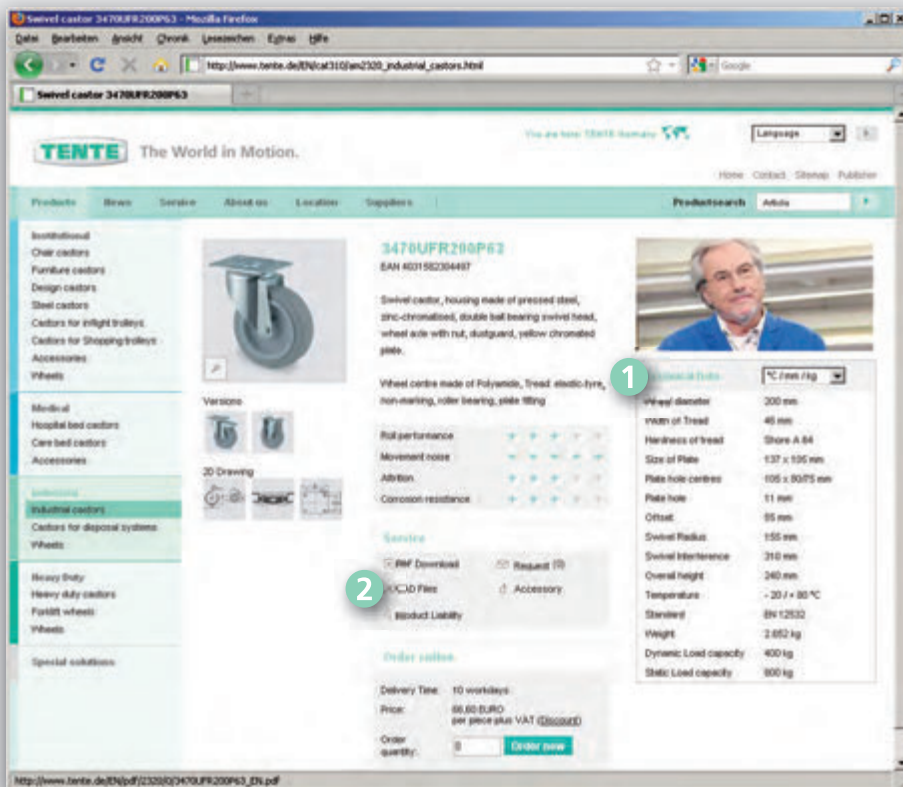 Swivel castor 3470UFR200P63 - Mozilla Firefox
Datei Bearbeiten Ansicht Chronik Lesezeichen Extras Hilfe
http://www.tente.de/EN/cat310/am2320_industrial_castors.html
Google
Swivel castor 3470UFR200P63
You are here: TENTE Germany
Language
TENTE The World in Motion.
Home Contact Sitemap Publisher
Products News Service About us Location Suppliers
Productsearch Article
Institutional
Chair castors
Furniture castors
Design castors
Steel castors
Castors for inflight trolleys
Castors for Shopping trolleys
Accessories
Wheels
Medical
Hospital bed castors
Care bed castors
Accessories
Industrial castors
Castors for disposal systems
Wheels
Heavy Duty
Heavy duty castors
Forklift wheels
Wheels
Special solutions
Versions
2D Drawing
3470UFR200P63
EAN 4031582304497
Swivel castor, housing made of pressed steel,
zinc-chromatised, double ball bearing swivel head,
wheel axle with nut, dustguard, yellow chromated
plate.
Wheel centre made of Polyamide, Tread: elastic-tyre,
non-marking, roller bearing, plate fitting
Roll performance
Movement noise
Attrition
Corrosion resistance
Service
PDF Download Request (0)
2
CAD Files Accessory
Product Liability
Delivery Time: 10 workdays
Price: 66,60 EURO
per piece plus VAT (Discount)
Order
quantity: 0 Order now
1
°C / mm / kg
Wheel diameter 200 mm
Width of Tread 46 mm
Hardness of tread Shore A 84
Size of Plate 137 x 105 mm
Plate hole centres 105 x 80/75 mm
Plate hole 11 mm
Offset 55 mm
Swivel Radius 155 mm
Swivel Interference 310 mm
Overall height 240 mm
Temperature - 20 / + 80 °C
Standard EN 12532
Weight 2.652 kg
Dynamic Load capacity 400 kg
Static Load capacity 800 kg
http://www.tente.de/EN/pdf/2320/0/3470UFR200P63_EN.pdf